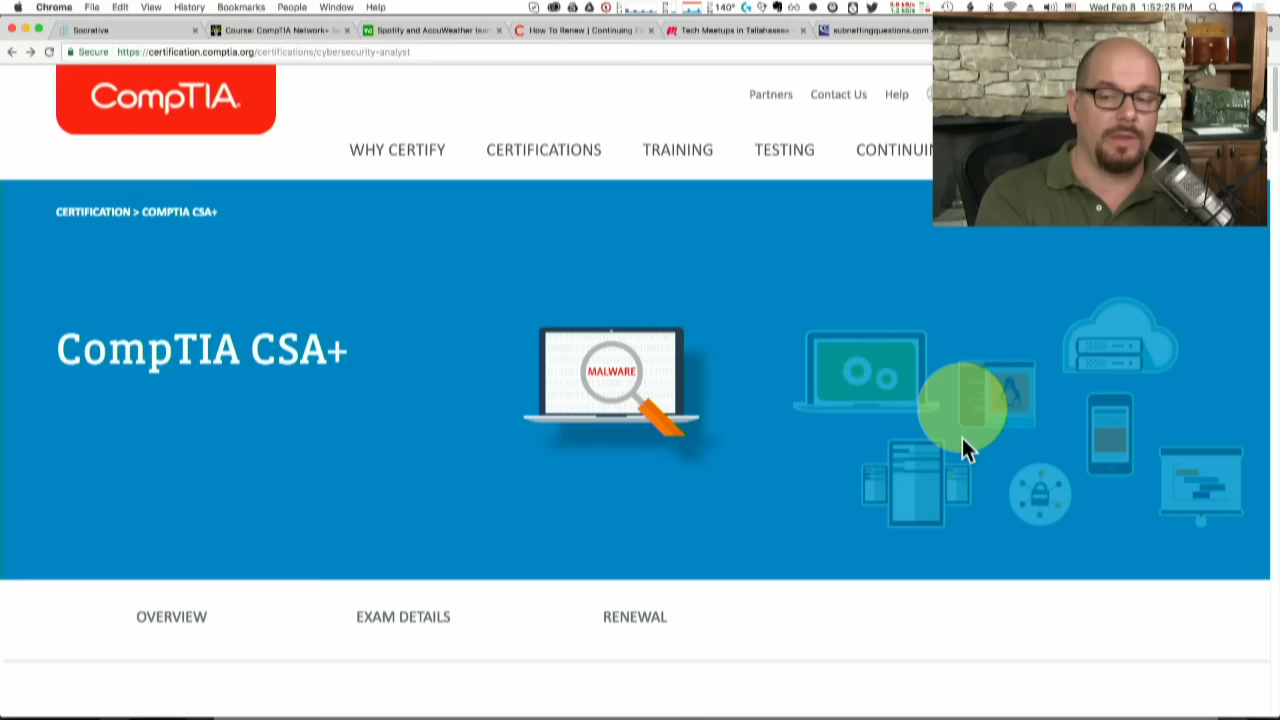 Chrome File Edit View History Bookmarks People Window Help 140° Wed Feb 8 1:52:25 PM
Socrative Course: CompTIA Network+ Spotify and AccuWeather team How To Renew | Continuing Ed Tech Meetups in Tallahassee - subnettingquestions.com
Secure https://certification.comptia.org/certifications/cybersecurity-analyst
CompTIA.
Partners Contact Us Help
WHY CERTIFY CERTIFICATIONS TRAINING TESTING CONTINUIN
CERTIFICATION > COMPTIA CSA+
CompTIA CSA+
MALWARE
OVERVIEW EXAM DETAILS RENEWAL